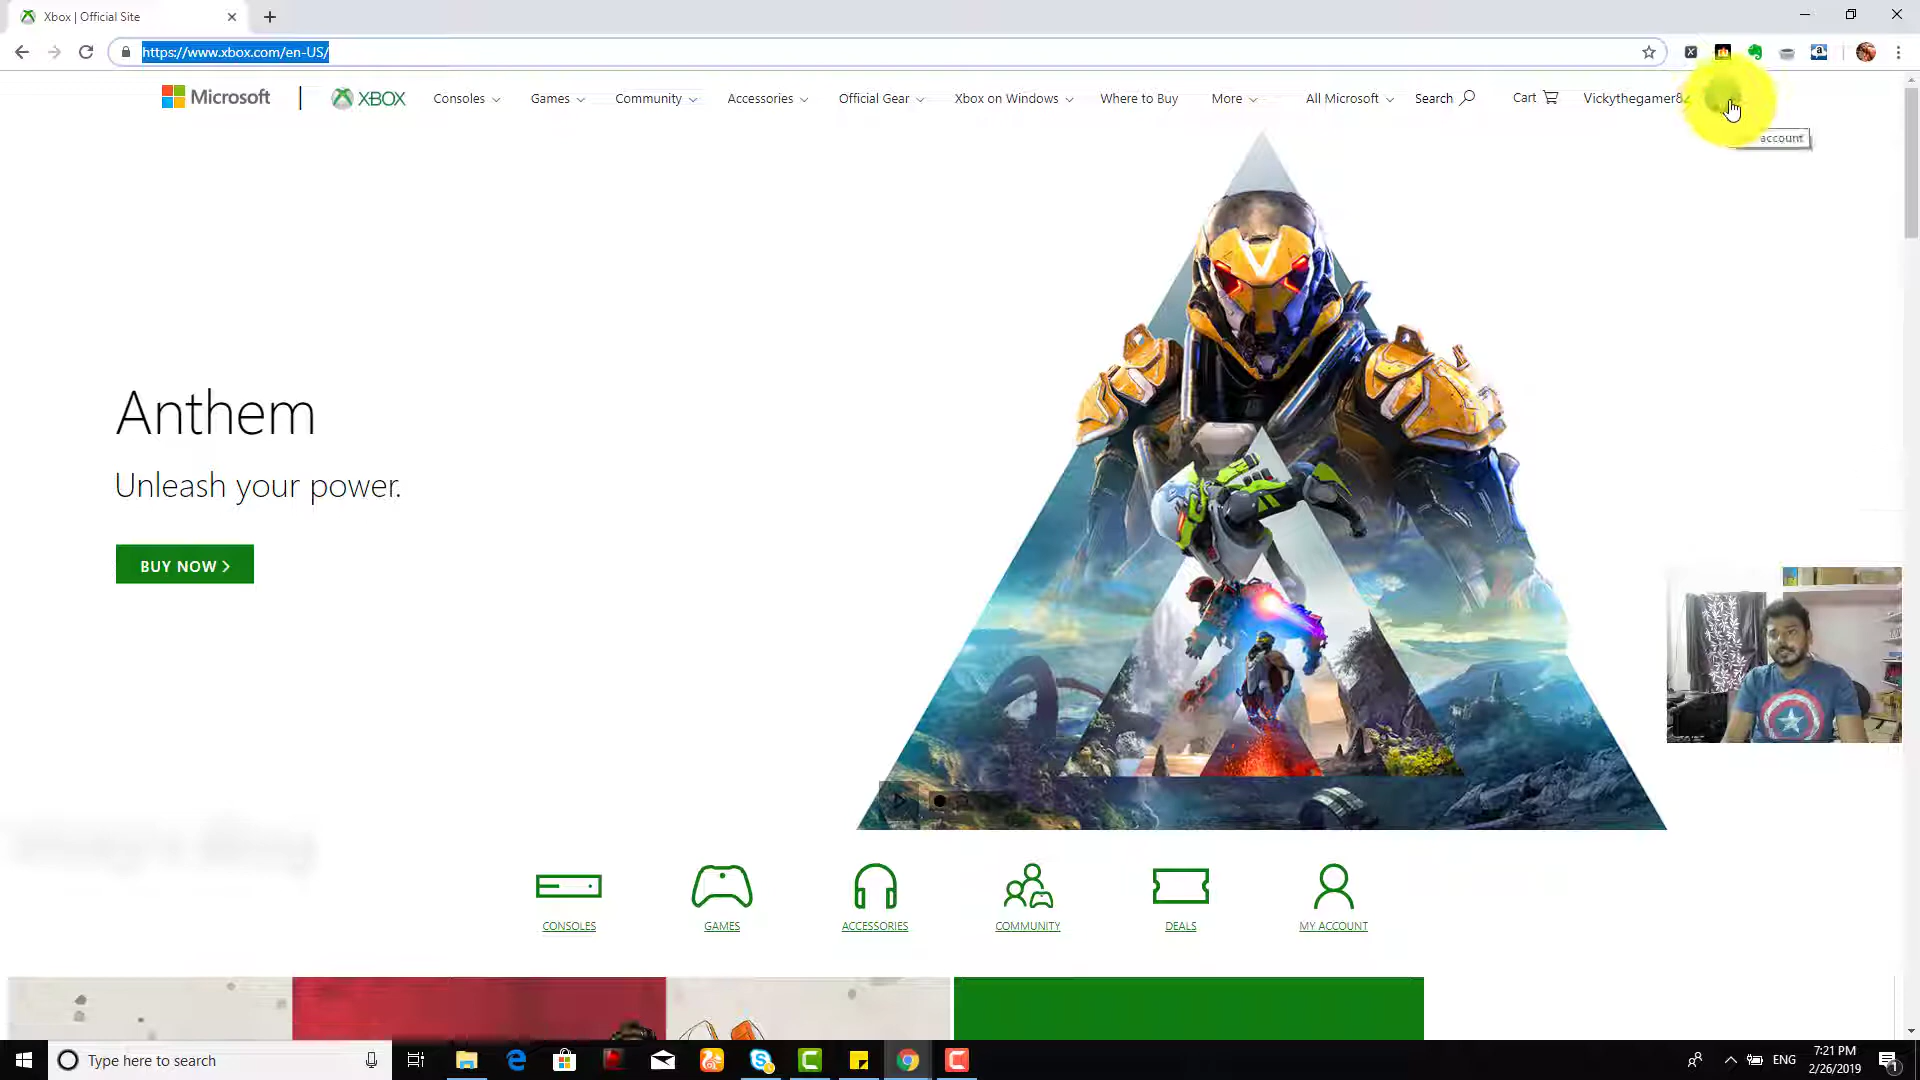 Xbox | Official Site
https://www.xbox.com/en-US/
Microsoft
XBOX
Consoles
Games
Community
Accessories
Official Gear
Xbox on Windows
Where to Buy
More
All Microsoft
Search
Cart
Vickythegamer82
account
Anthem
Unleash your power.
BUY NOW >
CONSOLES
GAMES
ACCESSORIES
COMMUNITY
DEALS
MY ACCOUNT
Type here to search
ENG
7:21 PM
2/26/2019